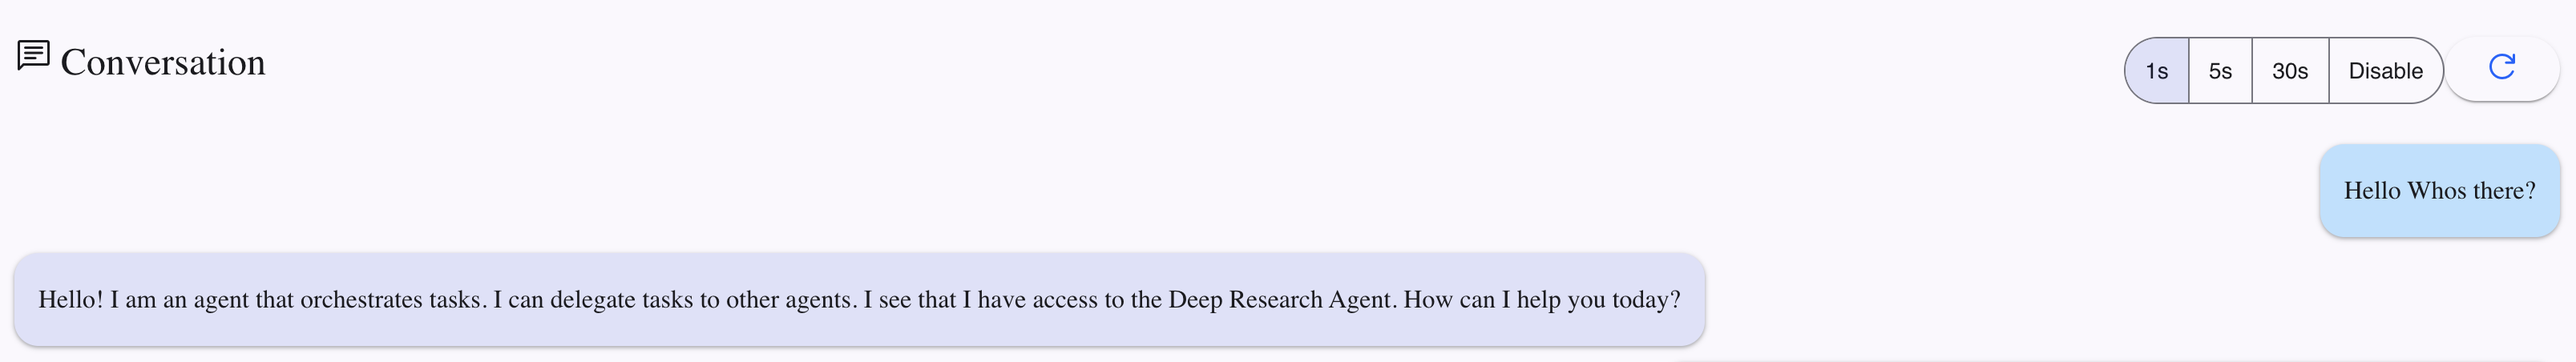 Conversation
1s 5s 30s Disable
Hello Whos there?
Hello! I am an agent that orchestrates tasks. I can delegate tasks to other agents. I see that I have access to the Deep Research Agent. How can I help you today?